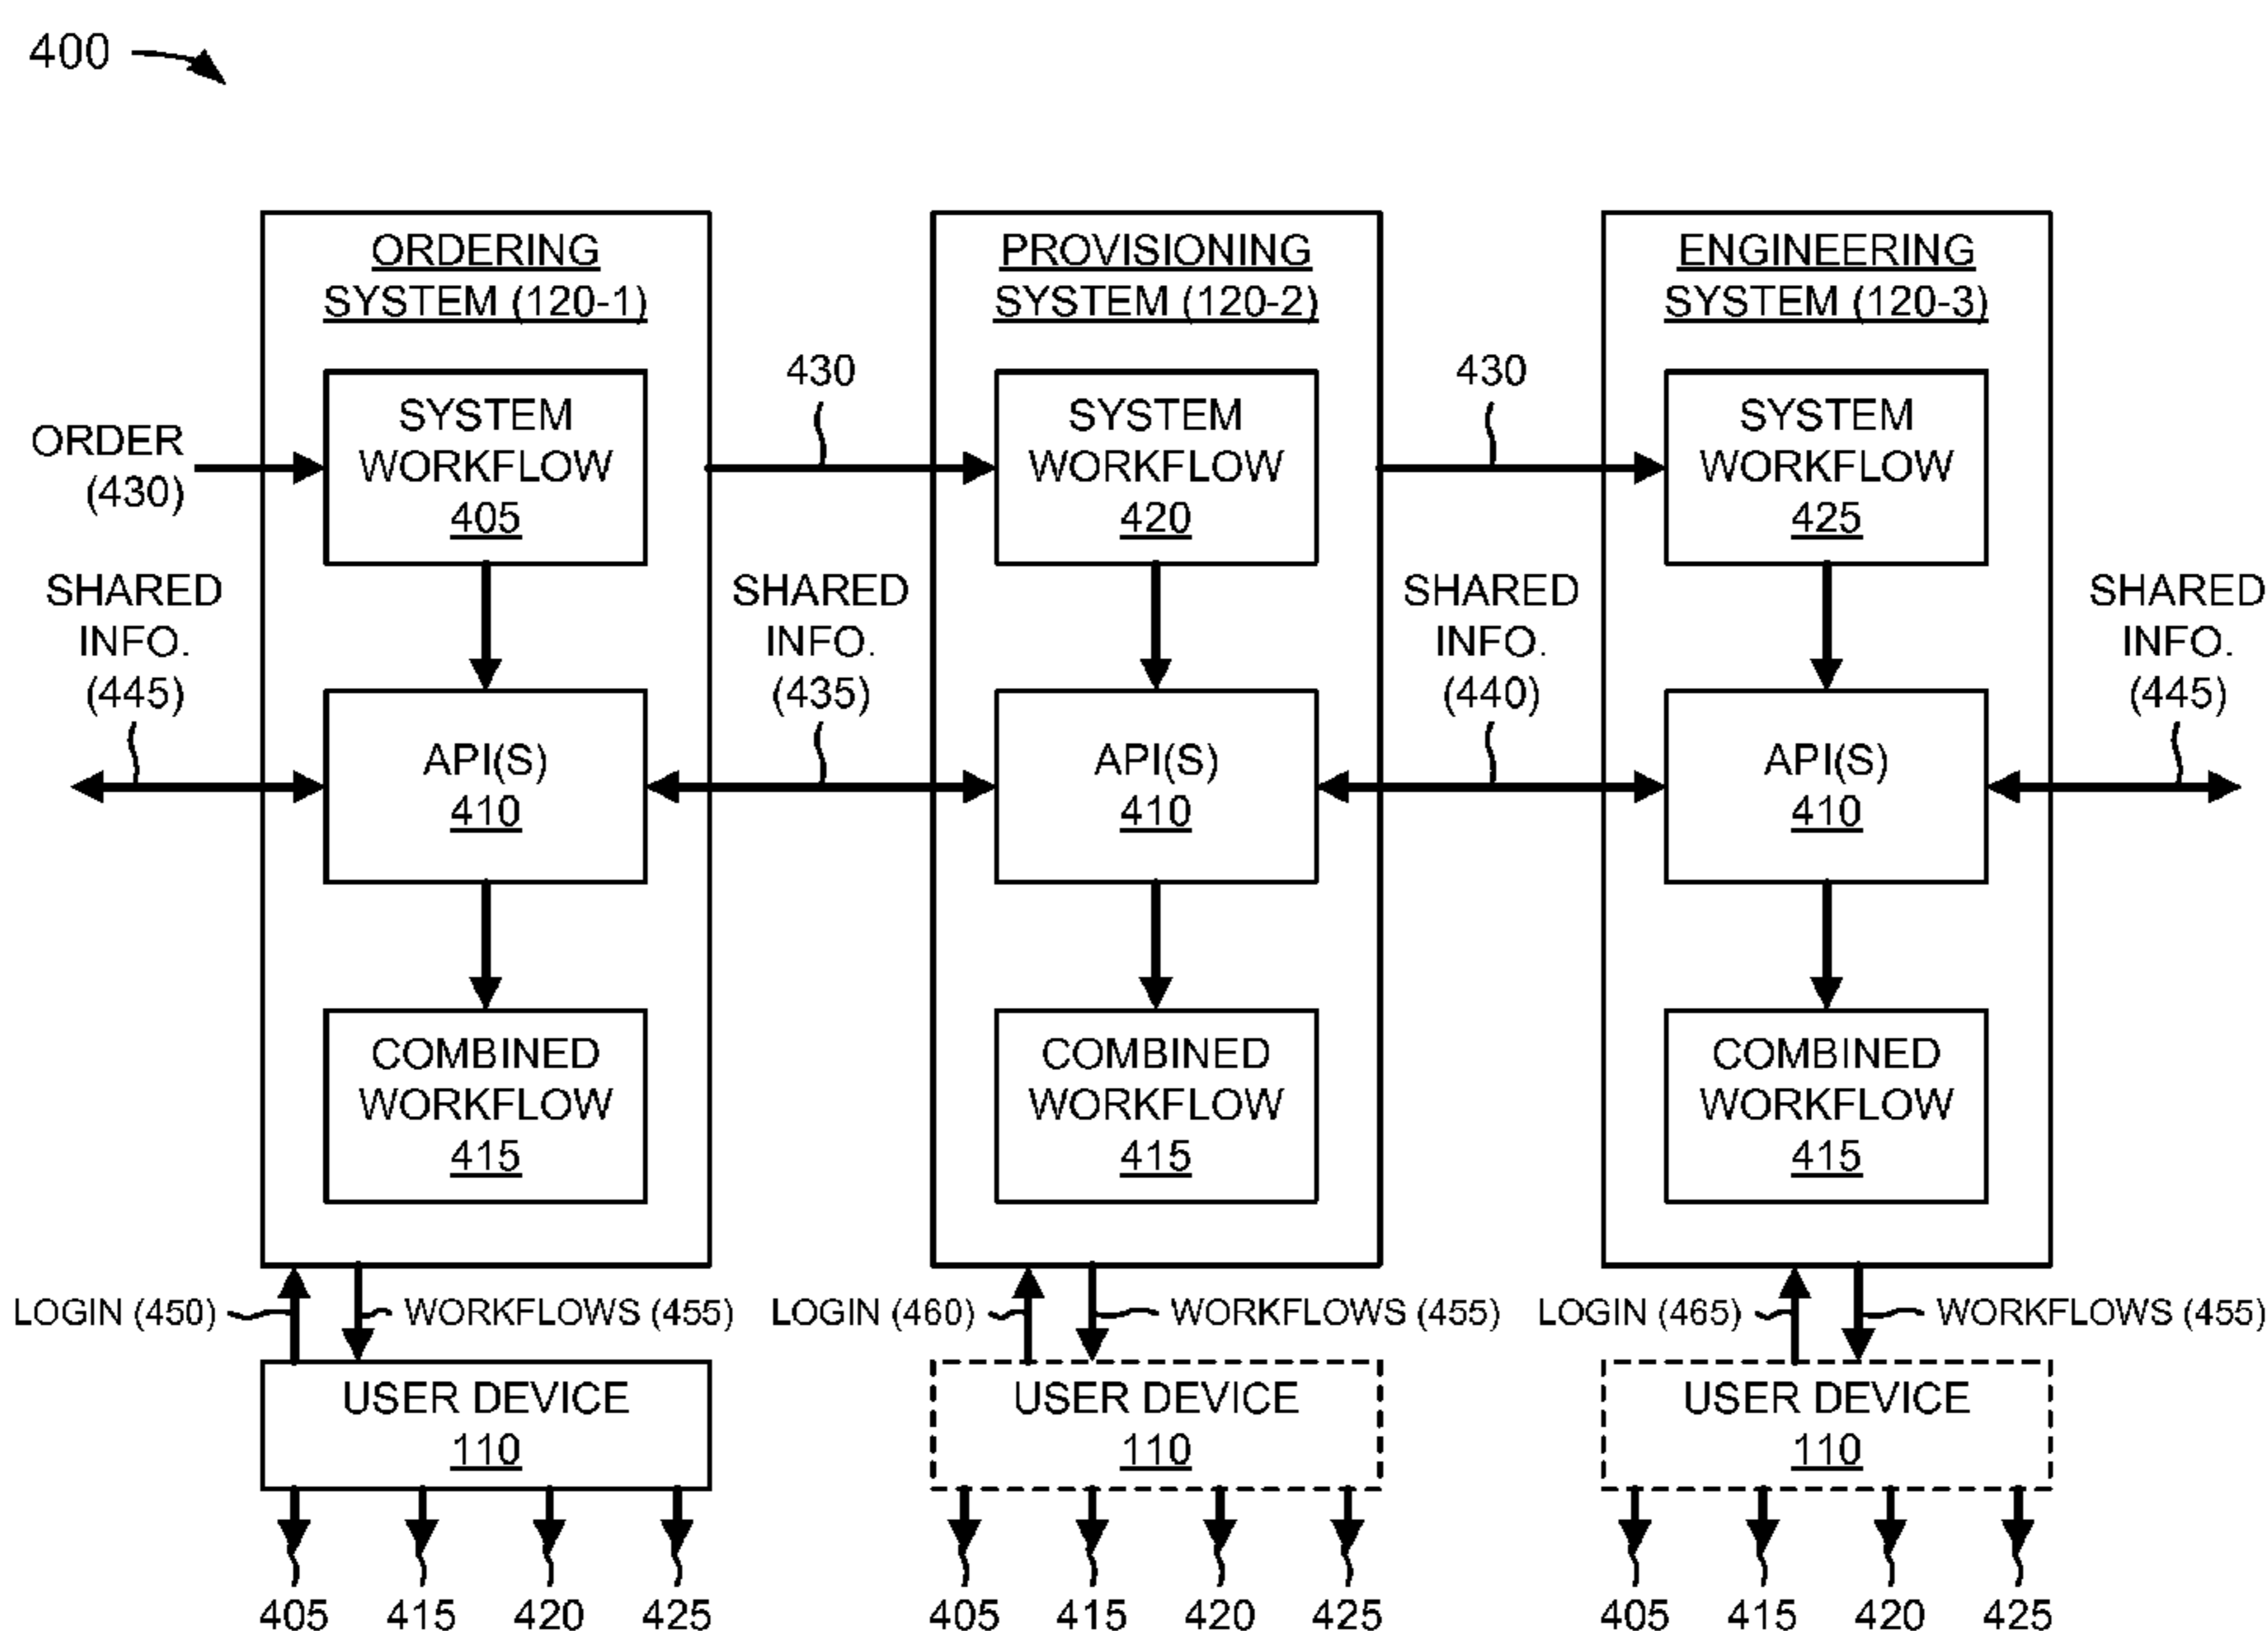 400
ORDERING
SYSTEM (120-1)
PROVISIONING
SYSTEM (120-2)
ENGINEERING
SYSTEM (120-3)
ORDER
(430)
SYSTEM
WORKFLOW
405
430
SYSTEM
WORKFLOW
420
430
SYSTEM
WORKFLOW
425
SHARED
INFO.
(445)
SHARED
INFO.
(435)
SHARED
INFO.
(440)
SHARED
INFO.
(445)
API(S)
410
API(S)
410
API(S)
410
COMBINED
WORKFLOW
415
COMBINED
WORKFLOW
415
COMBINED
WORKFLOW
415
LOGIN (450)
WORKFLOWS (455)
LOGIN (460)
WORKFLOWS (455)
LOGIN (465)
WORKFLOWS (455)
USER DEVICE
110
USER DEVICE
110
USER DEVICE
110
405 415 420 425
405 415 420 425
405 415 420 425